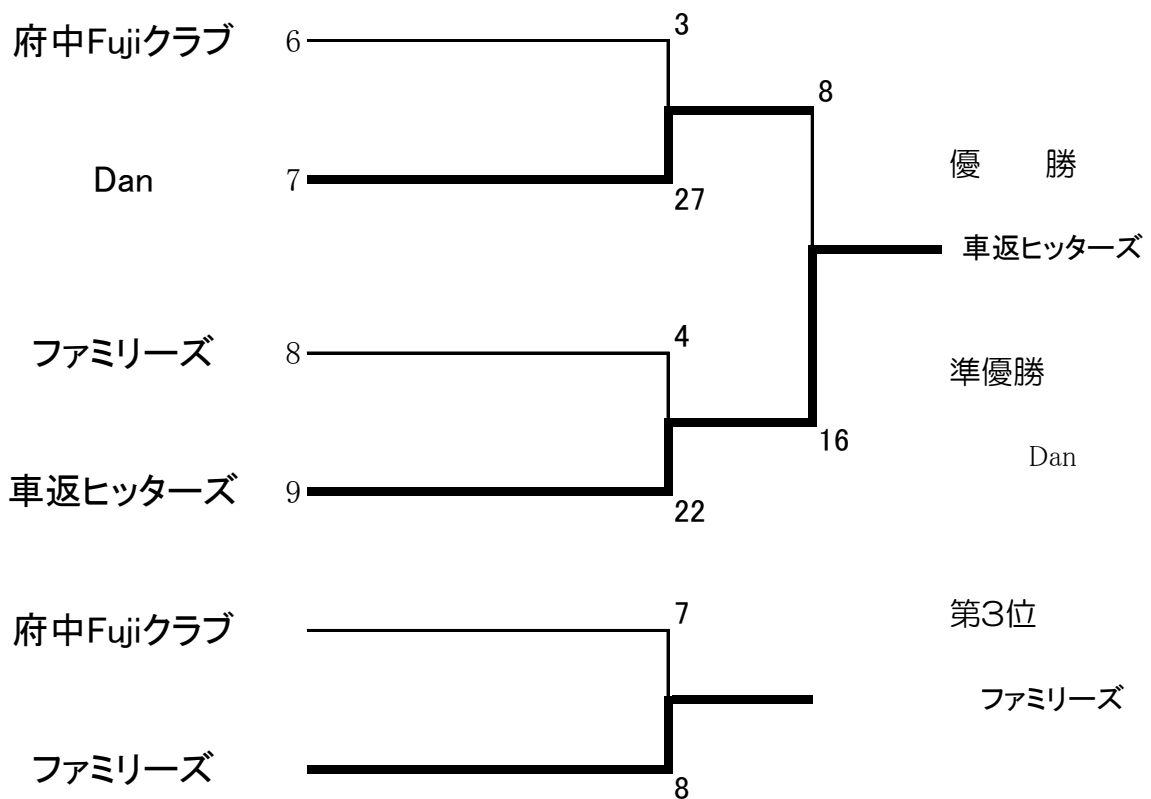 府中Fujiクラブ 6 3
8
優 勝
Dan 7 27
車返ヒッターズ
ファミリーズ 8 4
準優勝
16
Dan
車返ヒッターズ 9 22
府中Fujiクラブ 7
第3位
ファミリーズ
ファミリーズ 8